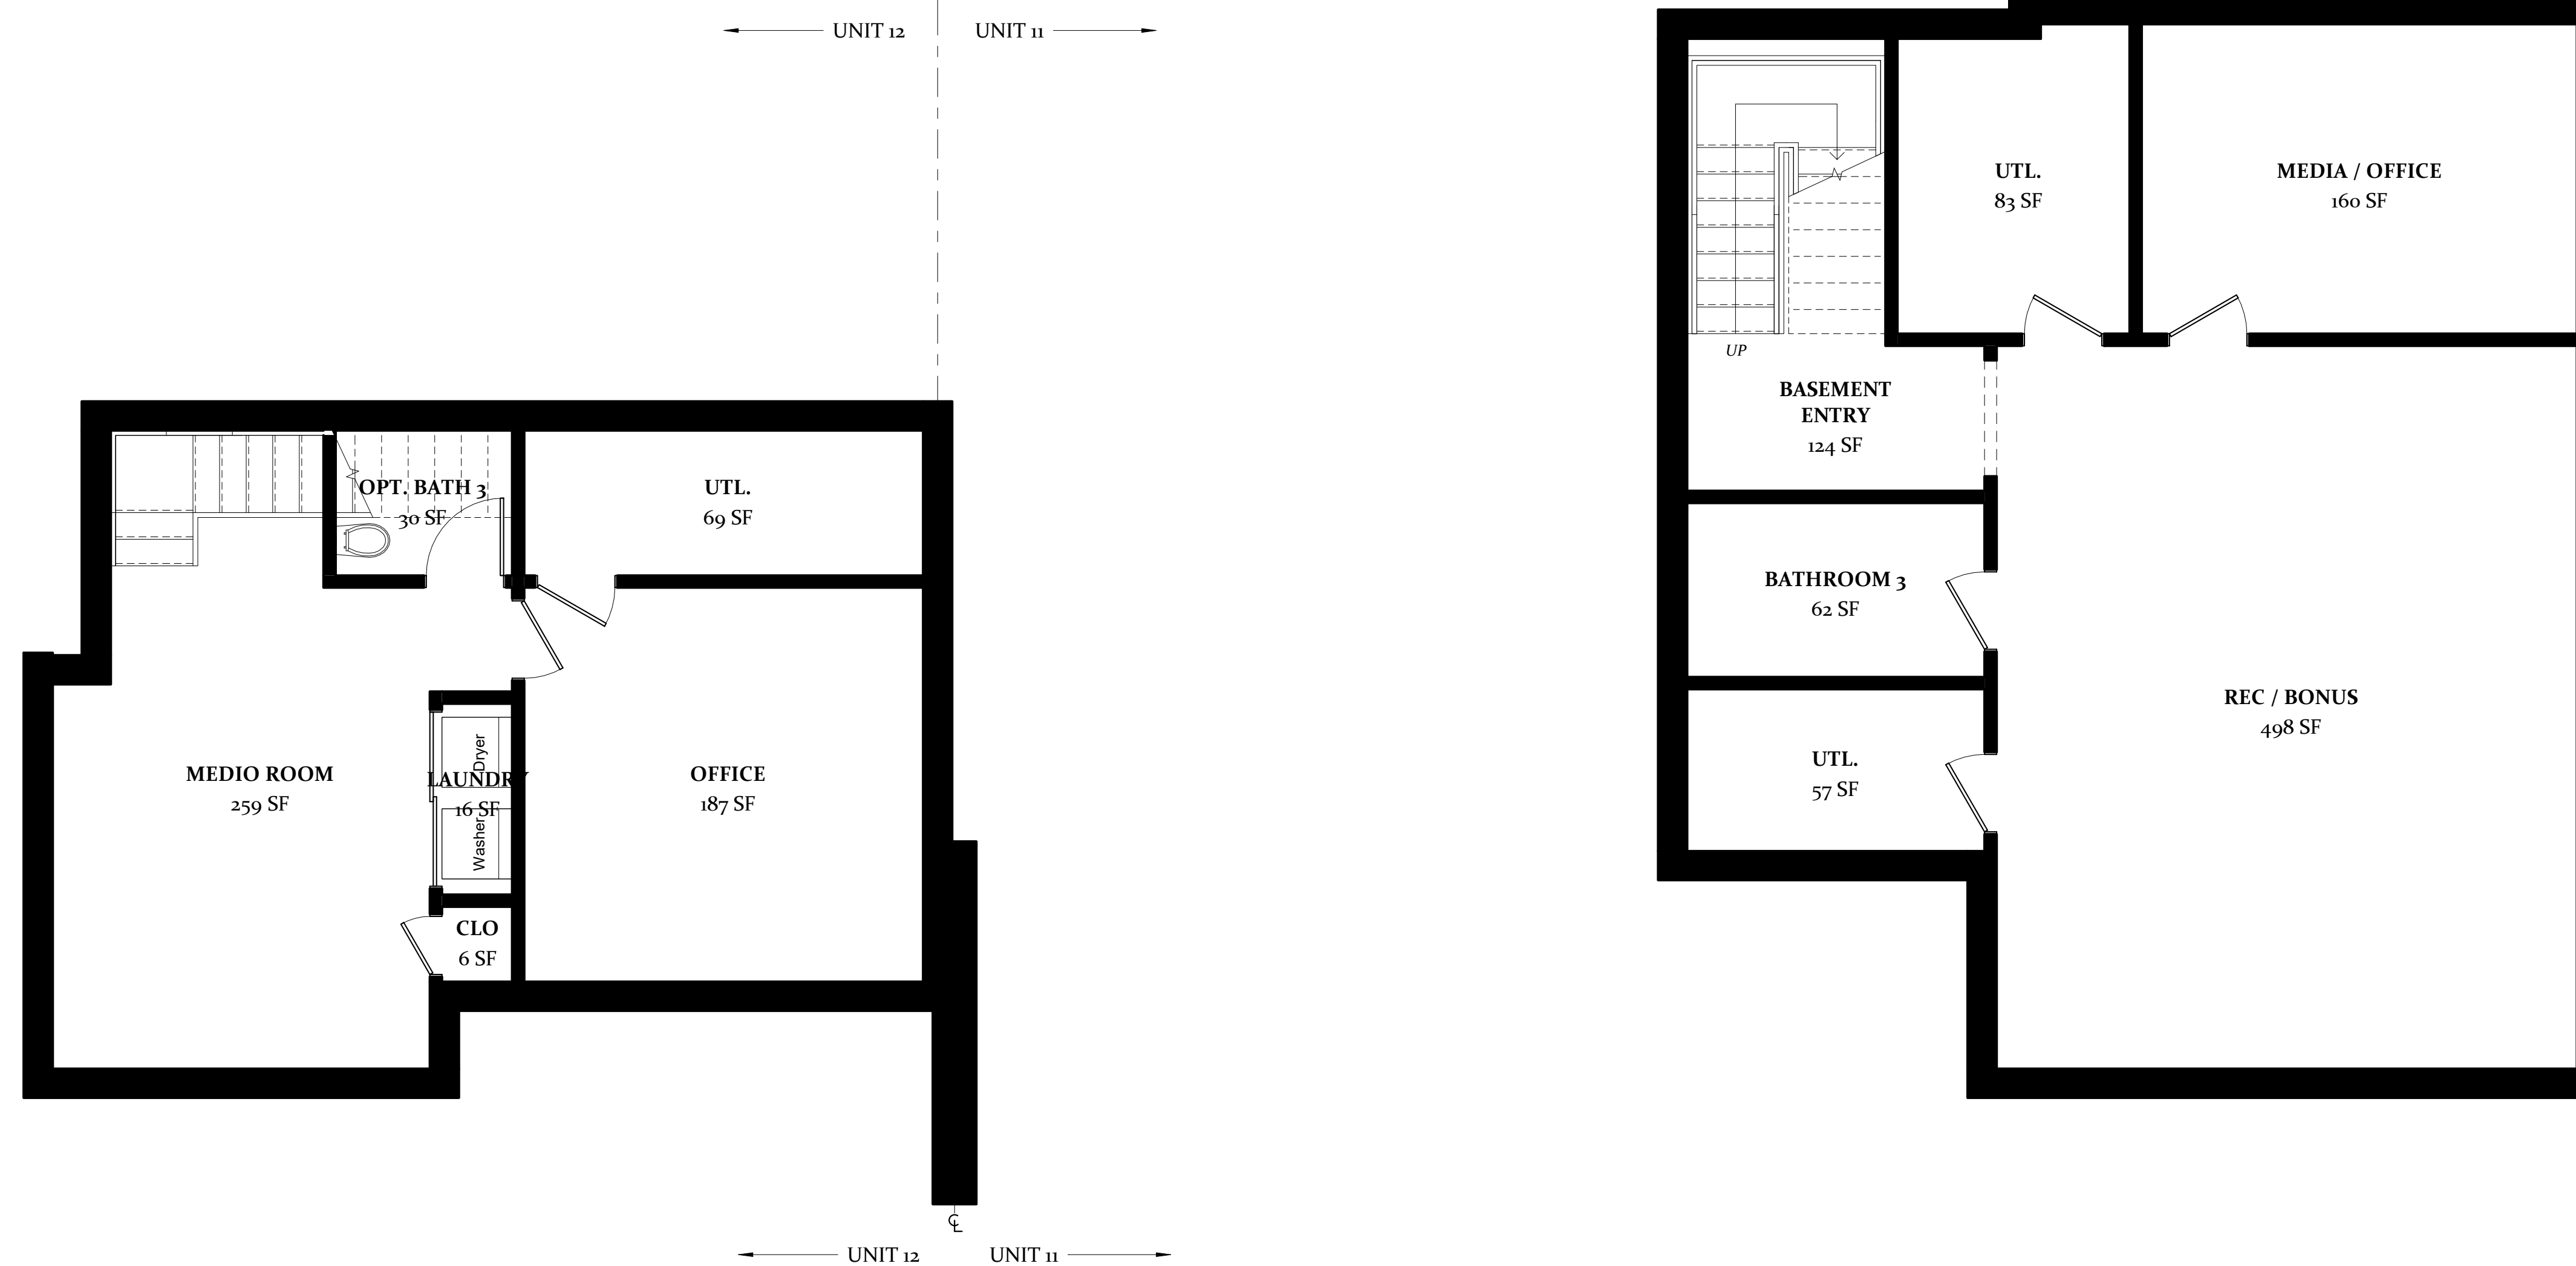 UNIT 12
UNIT 11
UTL.
83 SF
MEDIA / OFFICE
160 SF
UP
BASEMENT
ENTRY
124 SF
OPT. BATH 3
30 SF
UTL.
69 SF
BATHROOM 3
62 SF
REC / BONUS
498 SF
MEDIO ROOM
259 SF
Dryer
LAUNDRY
16 SF
Washer
OFFICE
187 SF
UTL.
57 SF
CLO
6 SF
CL
UNIT 12
UNIT 11